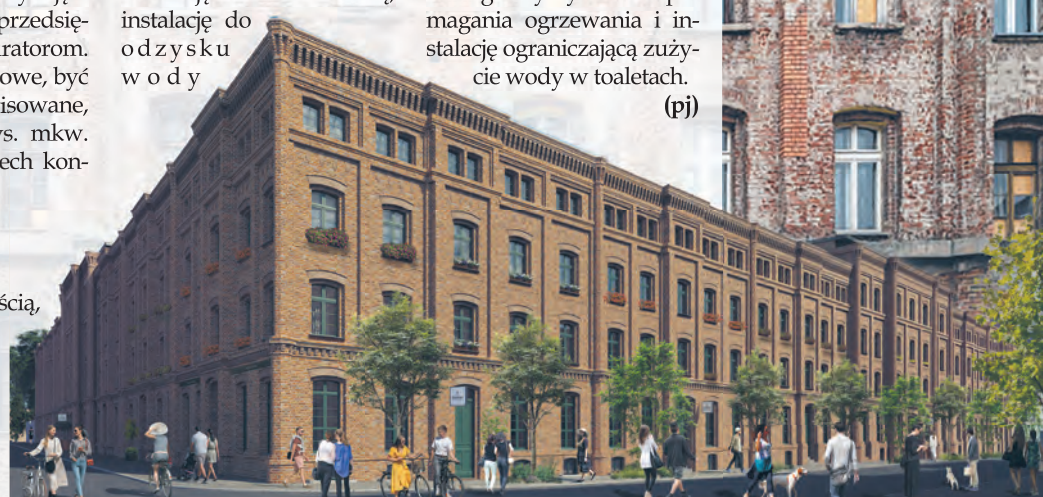 przedsię-
ratorom.
owe, być
isowane,
ys. mkw.
ech kon-
ścią,
instalację do
odzysku
wody
magania ogrzewania i in-
stalację ograniczającą zuży-
cie wody w toaletach.
(pj)